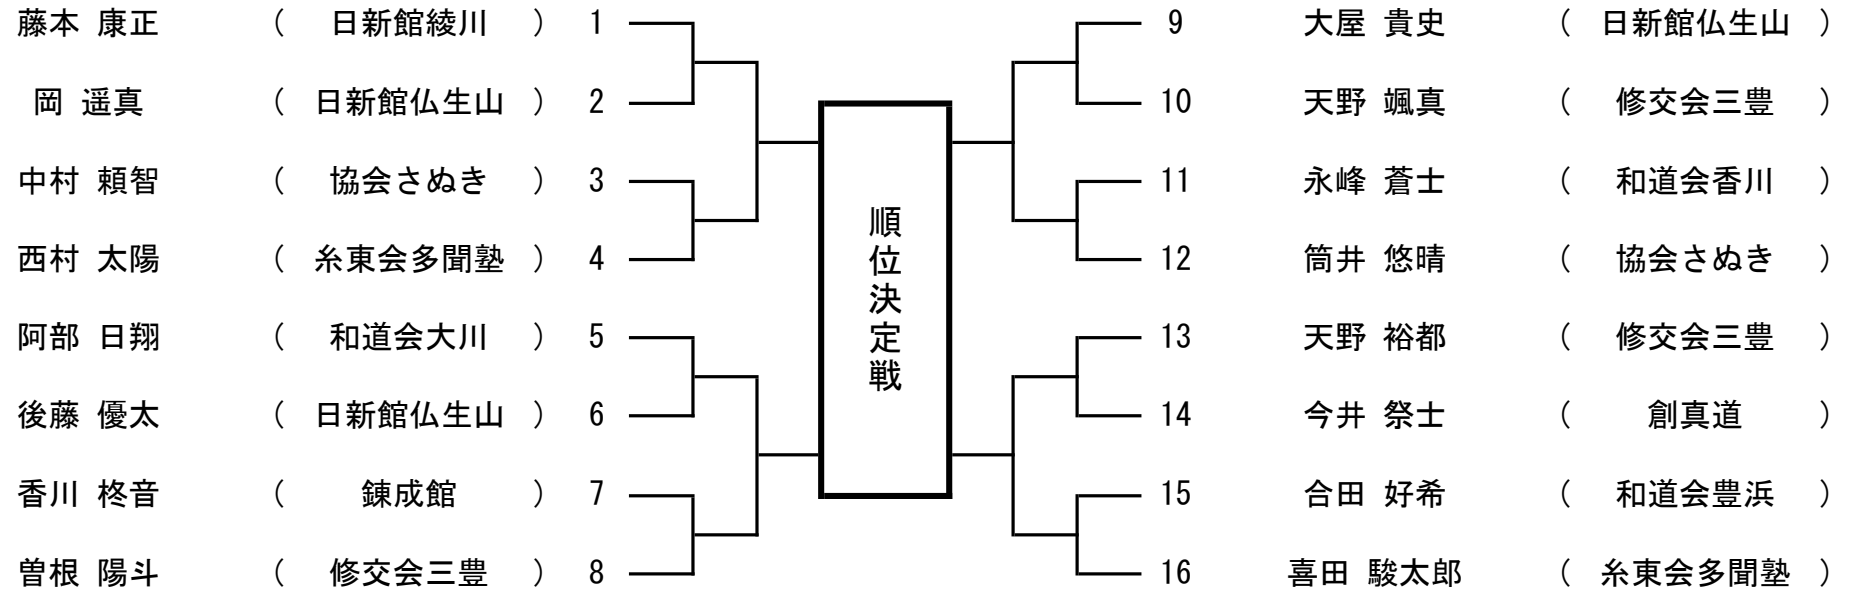 藤本 康正 ( 日新館綾川 ) 1
岡 遥真 ( 日新館仏生山 ) 2
中村 頼智 ( 協会さぬき ) 3
西村 太陽 ( 糸東会多聞塾 ) 4
阿部 日翔 ( 和道会大川 ) 5
後藤 優太 ( 日新館仏生山 ) 6
香川 柊音 ( 錬成館 ) 7
曽根 陽斗 ( 修交会三豊 ) 8
順位決定戦
9 大屋 貴史 ( 日新館仏生山 )
10 天野 颯真 ( 修交会三豊 )
11 永峰 蒼士 ( 和道会香川 )
12 筒井 悠晴 ( 協会さぬき )
13 天野 裕都 ( 修交会三豊 )
14 今井 祭士 ( 創真道 )
15 合田 好希 ( 和道会豊浜 )
16 喜田 駿太郎 ( 糸東会多聞塾 )